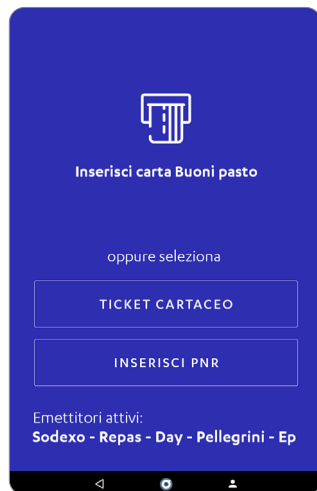 Inserisci carta Buoni pasto
oppure seleziona
TICKET CARTACEO
INSERISCI PNR
Emettitori attivi:
Sodexo - Repas - Day - Pellegrini - Ep